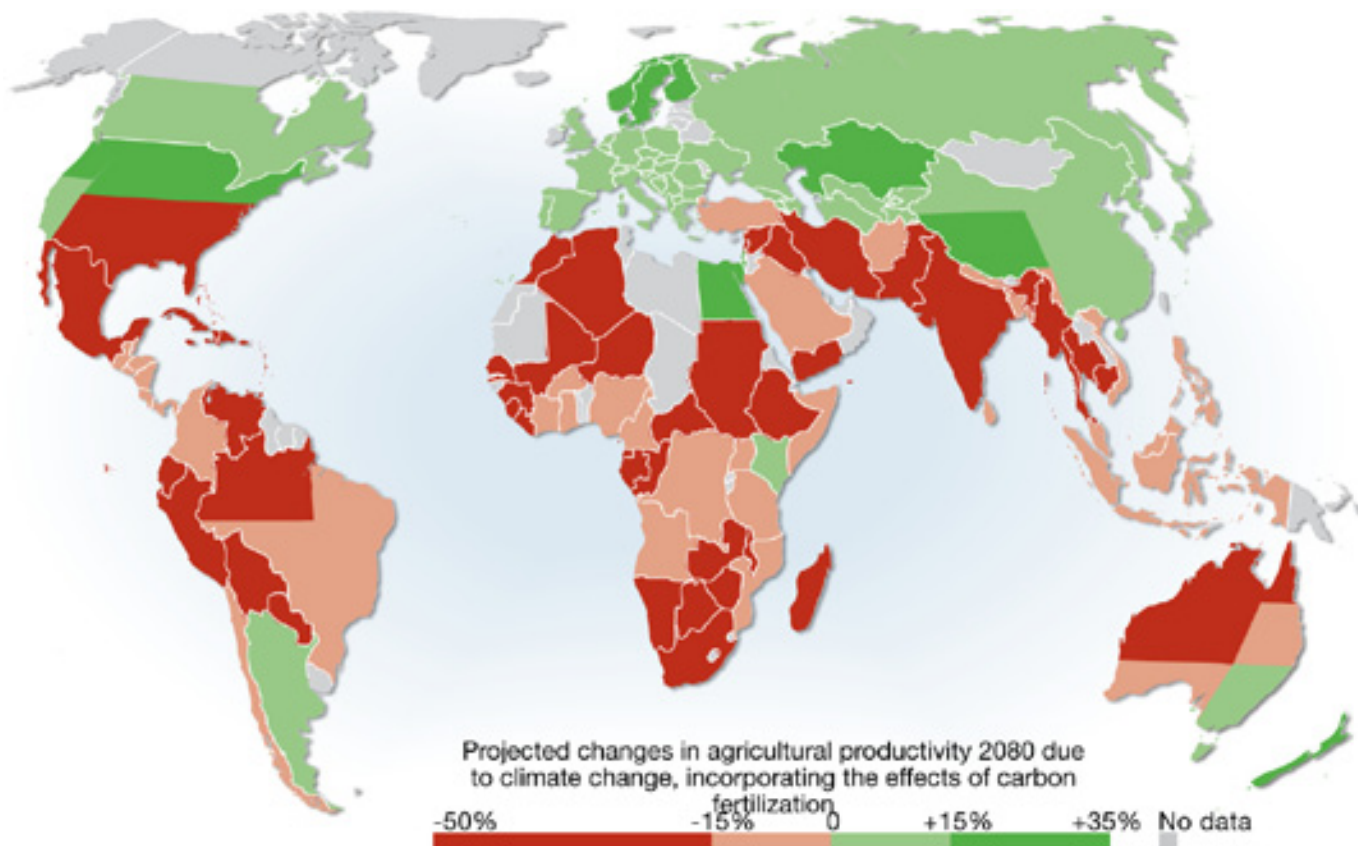 Projected changes in agricultural productivity 2080 due
to climate change, incorporating the effects of carbon
fertilization
-50% -15% 0 +15% +35% No data